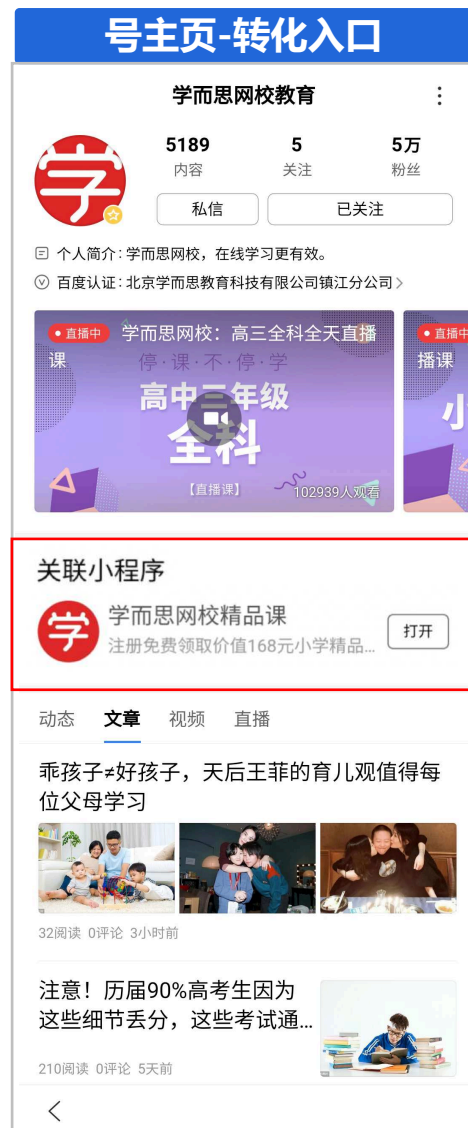 号主页-转化入口
学而思网校教育
学
5189 5 5万
内容 关注 粉丝
私信 已关注
个人简介:学而思网校，在线学习更有效。
百度认证:北京学而思教育科技有限公司镇江分公司
直播中 学而思网校：高三全科全天直播
课
停·课·不·停·学
高中三年级
全科
【直播课】
102939人观看
直播中
播课
小
关联小程序
学
学而思网校精品课
注册免费领取价值168元小学精品...
打开
动态 文章 视频 直播
乖孩子≠好孩子，天后王菲的育儿观值得每
位父母学习
32阅读 0评论 3小时前
注意！历届90%高考生因为
这些细节丢分，这些考试通...
210阅读 0评论 5天前